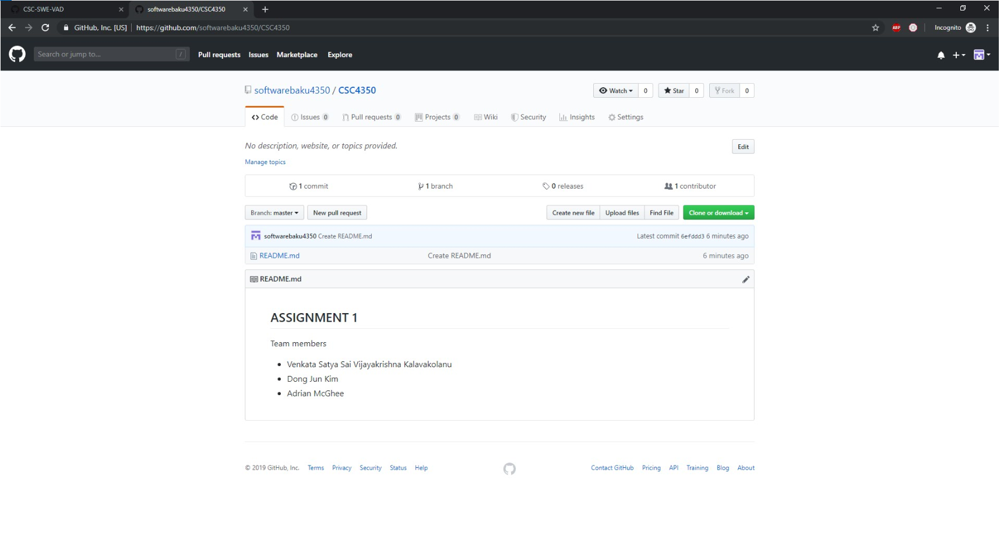 CSC-SWE-VAD
softwarebaku4350/CSC4350
GitHub, Inc. [US] https://github.com/softwarebaku4350/CSC4350
ABP
Incognito
Search or jump to... /
Pull requests Issues Marketplace Explore
softwarebaku4350 / CSC4350
Watch 0 Star 0 Fork 0
Code Issues 0 Pull requests 0 Projects 0 Wiki Security Insights Settings
No description, website, or topics provided.
Edit
Manage topics
1 commit 1 branch 0 releases 1 contributor
Branch: master New pull request Create new file Upload files Find File Clone or download
softwarebaku4350 Create README.md Latest commit 6efddd3 6 minutes ago
README.md Create README.md 6 minutes ago
README.md
ASSIGNMENT 1
Team members
Venkata Satya Sai Vijayakrishna Kalavakolanu
Dong Jun Kim
Adrian McGhee
© 2019 GitHub, Inc. Terms Privacy Security Status Help Contact GitHub Pricing API Training Blog About